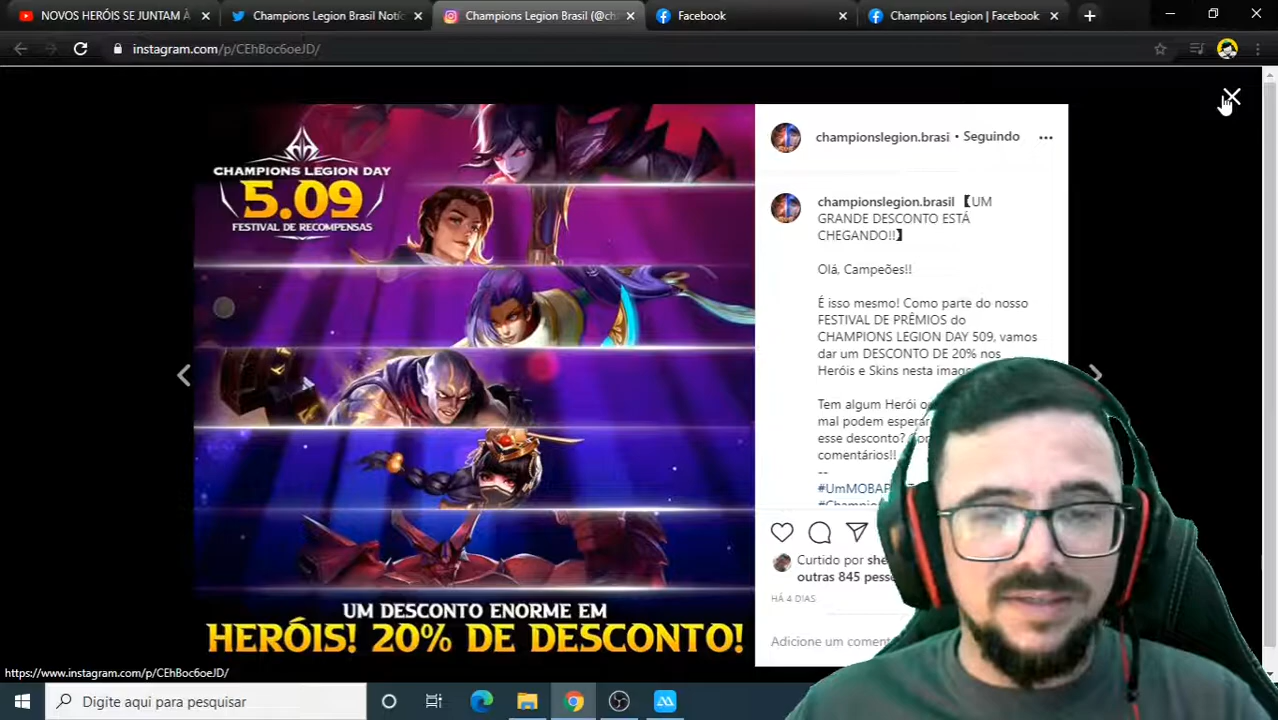 NOVOS HERÓIS SE JUNTAM À
Champions Legion Brasil Notíc
Champions Legion Brasil (@cha
Facebook
Champions Legion | Facebook
instagram.com/p/CEhBoc6oeJD/
CHAMPIONS LEGION DAY
5.09
FESTIVAL DE RECOMPENSAS
UM DESCONTO ENORME EM
HERÓIS! 20% DE DESCONTO!
championslegion.brasi • Seguindo
championslegion.brasil 【UM
GRANDE DESCONTO ESTÁ
CHEGANDO!!】
Olá, Campeões!!
É isso mesmo! Como parte do nosso
FESTIVAL DE PRÊMIOS do
CHAMPIONS LEGION DAY 509, vamos
dar um DESCONTO DE 20% nos
Heróis e Skins nesta imag
Tem algum Herói o
mal podem esperar
esse desconto?
comentários!!
--
Curtido por she
outras 845 pess
HÁ 4 DIAS
Adicione um coment
https://www.instagram.com/p/CEhBoc6oeJD/
Digite aqui para pesquisar